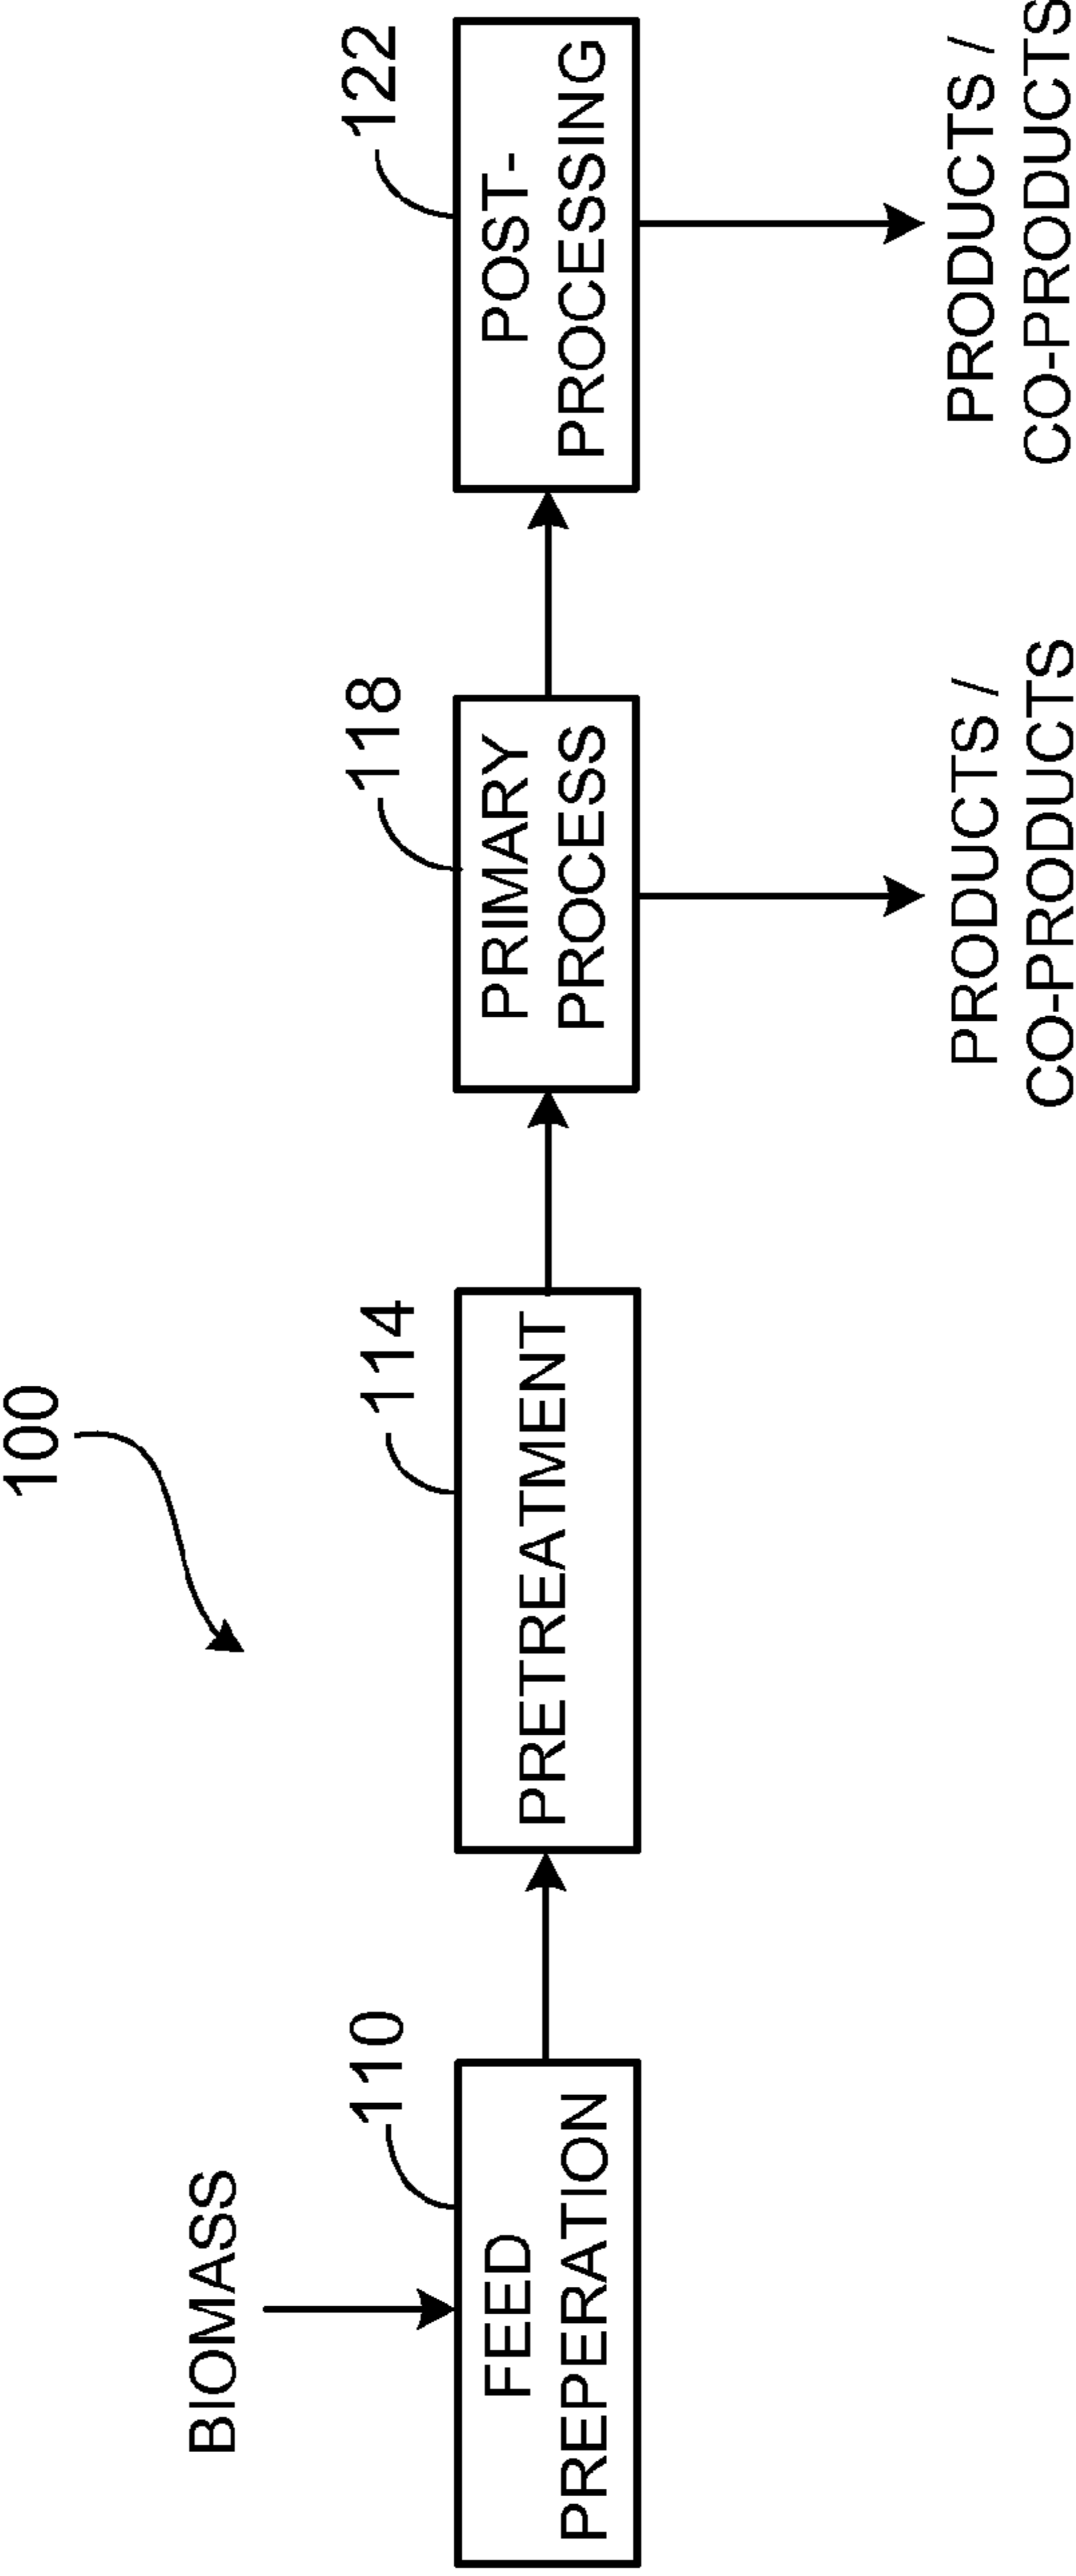 100
BIOMASS
110
FEED
PREPERATION
114
PRETREATMENT
118
PRIMARY
PROCESS
PRODUCTS /
CO-PRODUCTS
122
POST-
PROCESSING
PRODUCTS /
CO-PRODUCTS